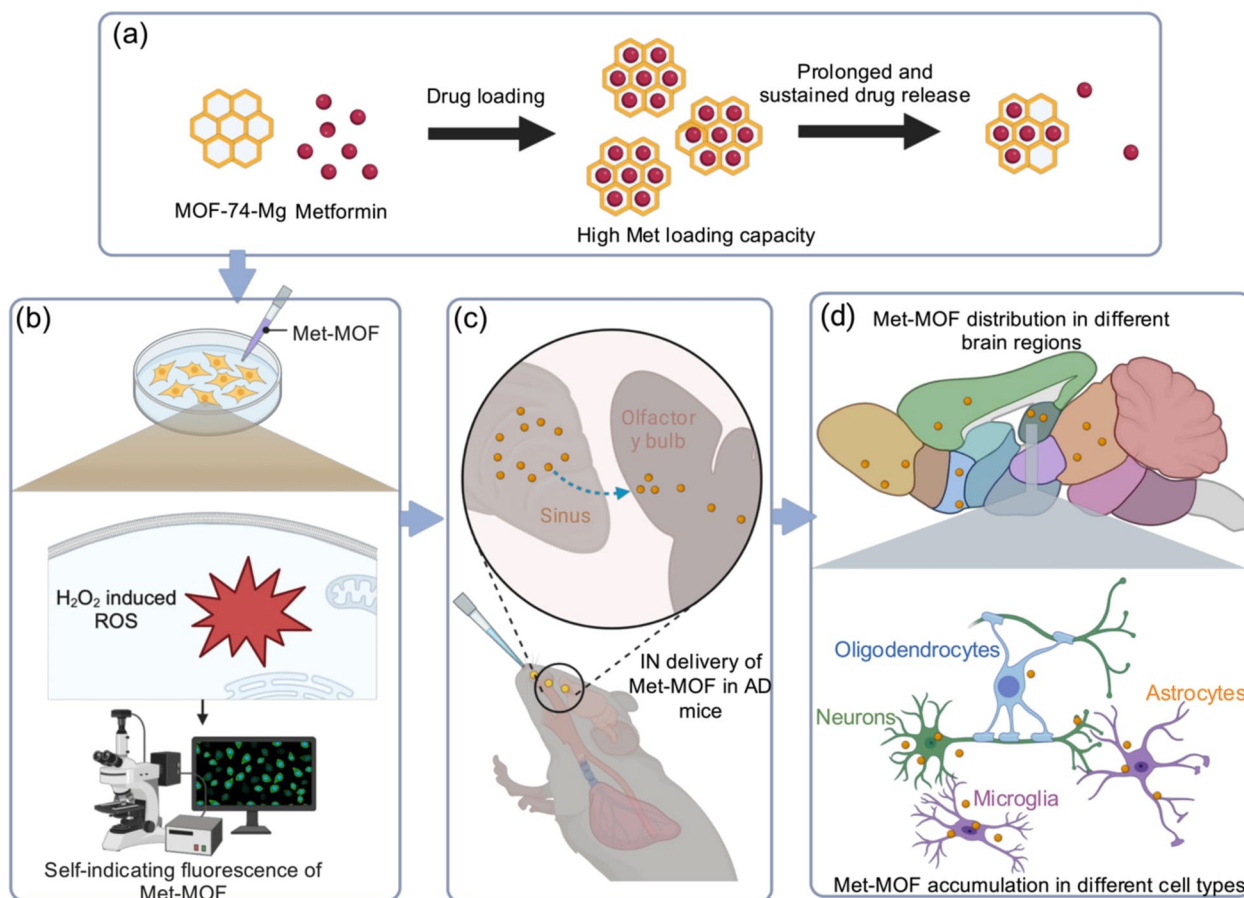 (a)
Drug loading
Prolonged and
sustained drug release
MOF-74-Mg
Metformin
High Met loading capacity
(b)
Met-MOF
H₂O₂ induced
ROS
Self-indicating fluorescence of
Met-MOF
(c)
Olfactor
y bulb
Sinus
IN delivery of
Met-MOF in AD
mice
(d)
Met-MOF distribution in different
brain regions
Oligodendrocytes
Astrocytes
Neurons
Microglia
Met-MOF accumulation in different cell types